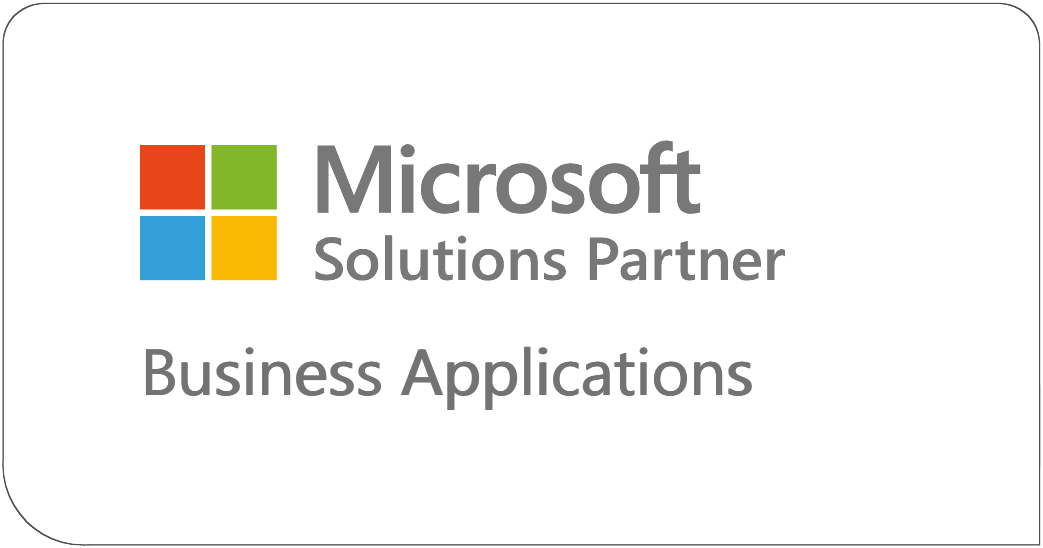 Microsoft
Solutions Partner
Business Applications